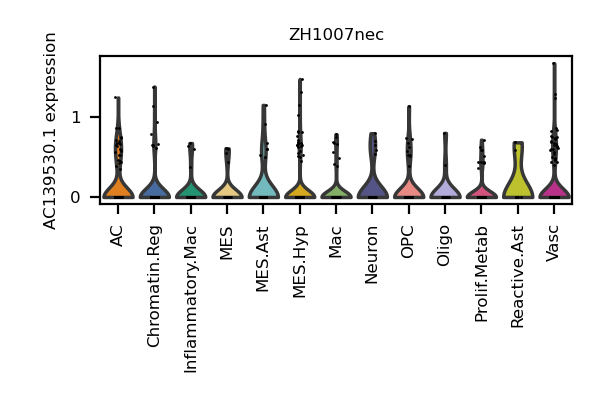 ZH1007nec
AC139530.1 expression
1
0
AC
Chromatin.Reg
Inflammatory.Mac
MES
MES.Ast
MES.Hyp
Mac
Neuron
OPC
Oligo
Prolif.Metab
Reactive.Ast
Vasc